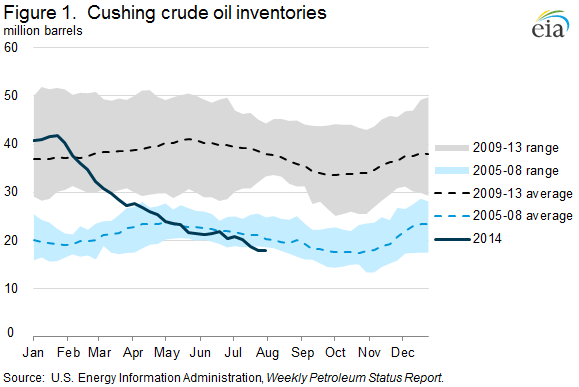 Figure 1.  Cushing crude oil inventories
million barrels
eia
60
50
40
30
20
10
0
Jan Feb Mar Apr May Jun Jul Aug Sep Oct Nov Dec
2009-13 range
2005-08 range
2009-13 average
2005-08 average
2014
Source:  U.S. Energy Information Administration, Weekly Petroleum Status Report.